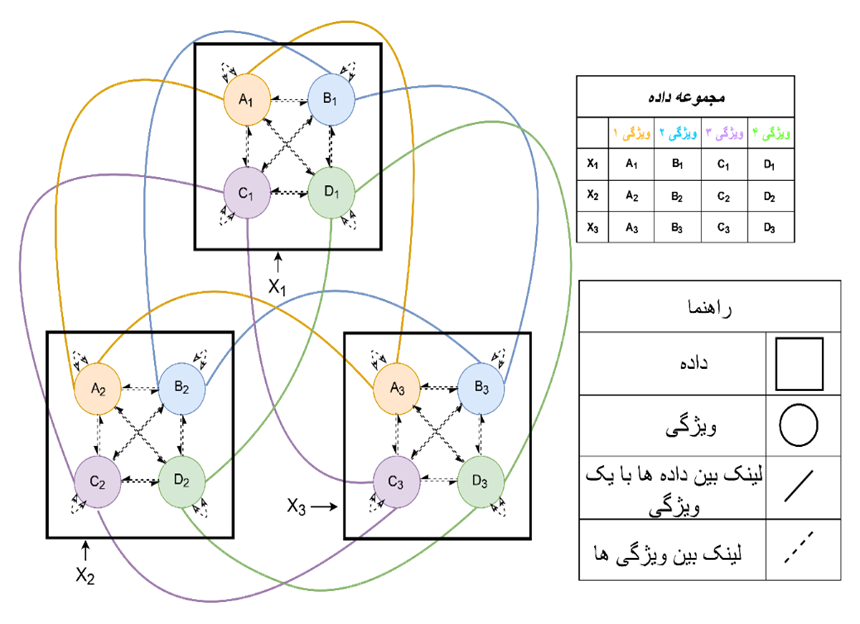 A₁
B₁
C₁
D₁
X₁
A₂
B₂
C₂
D₂
X₂
A₃
B₃
C₃
D₃
X₃
مجموعه داده
ویژگی ۱ ویژگی ۲ ویژگی ۳ ویژگی ۴
X₁ A₁ B₁ C₁ D₁
X₂ A₂ B₂ C₂ D₂
X₃ A₃ B₃ C₃ D₃
راهنما
داده
ویژگی
لینک بین داده ها با یک
ویژگی
لینک بین ویژگی ها